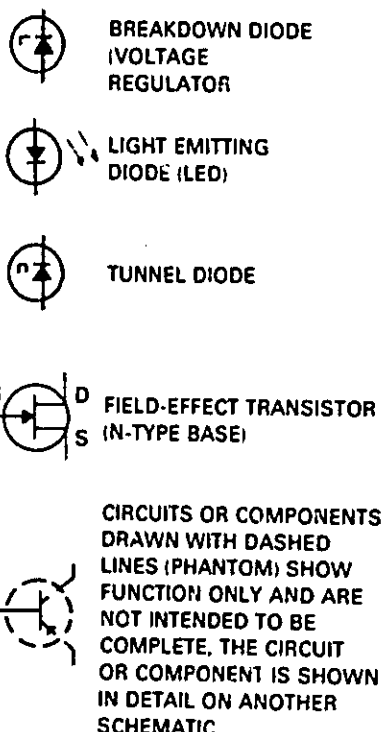 BREAKDOWN DIODE
(VOLTAGE
REGULATOR
LIGHT EMITTING
DIODE (LED)
TUNNEL DIODE
D
S
FIELD-EFFECT TRANSISTOR
(N-TYPE BASE)
CIRCUITS OR COMPONENTS
DRAWN WITH DASHED
LINES (PHANTOM) SHOW
FUNCTION ONLY AND ARE
NOT INTENDED TO BE
COMPLETE, THE CIRCUIT
OR COMPONENT IS SHOWN
IN DETAIL ON ANOTHER
SCHEMATIC